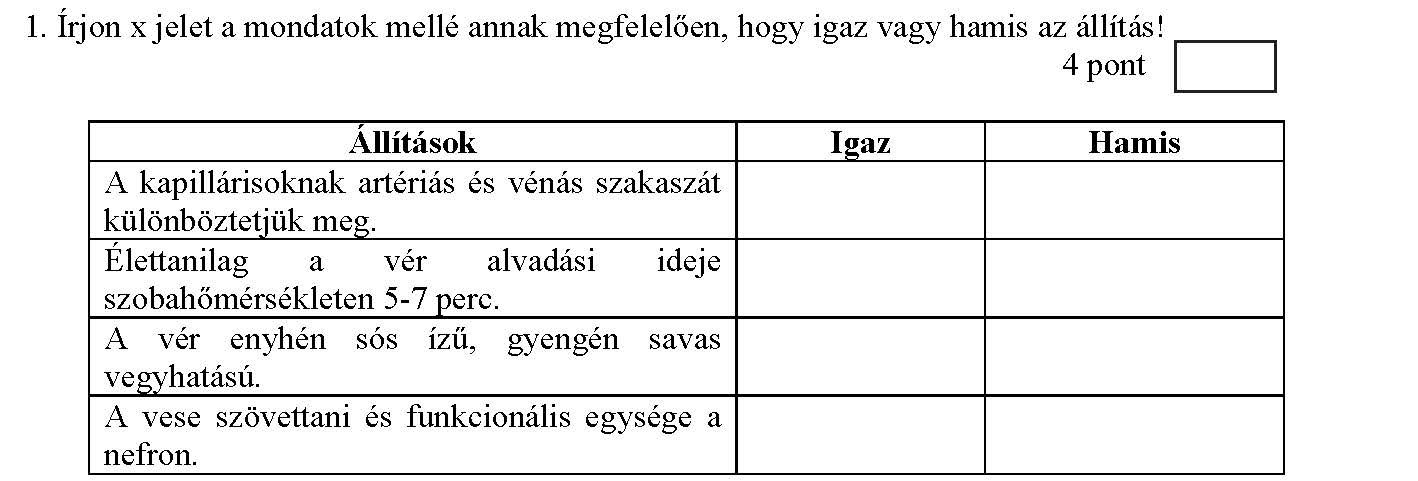 1. Írjon x jelet a mondatok mellé annak megfelelően, hogy igaz vagy hamis az állítás!
4 pont
Állítások Igaz Hamis
A kapillárisoknak artériás és vénás szakaszát
különböztetjük meg.
Élettanilag a vér alvadási ideje
szobahőmérsékleten 5-7 perc.
A vér enyhén sós ízű, gyengén savas
vegyhatású.
A vese szövettani és funkcionális egysége a
nefron.